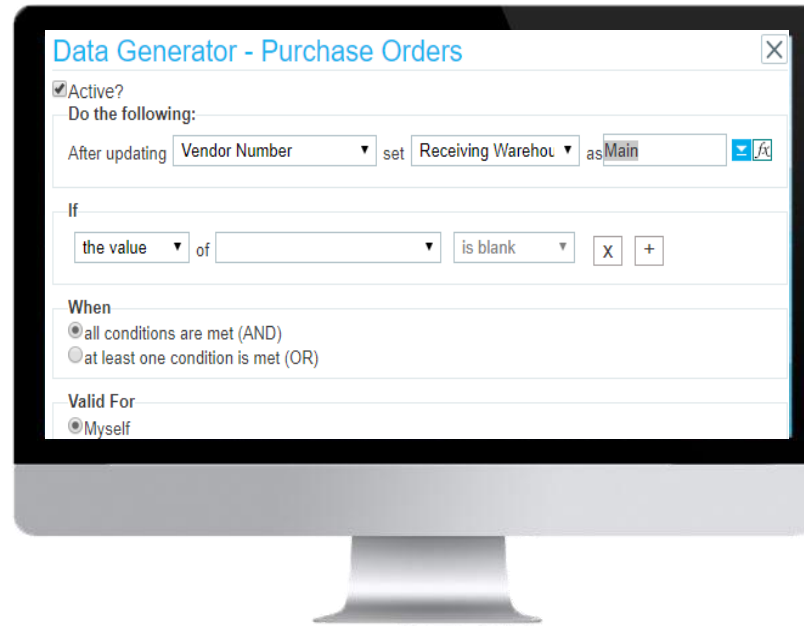 Data Generator - Purchase Orders X
Active?
Do the following:
After updating Vendor Number set Receiving Warehou as Main fx
If
the value of is blank X +
When
all conditions are met (AND)
at least one condition is met (OR)
Valid For
Myself